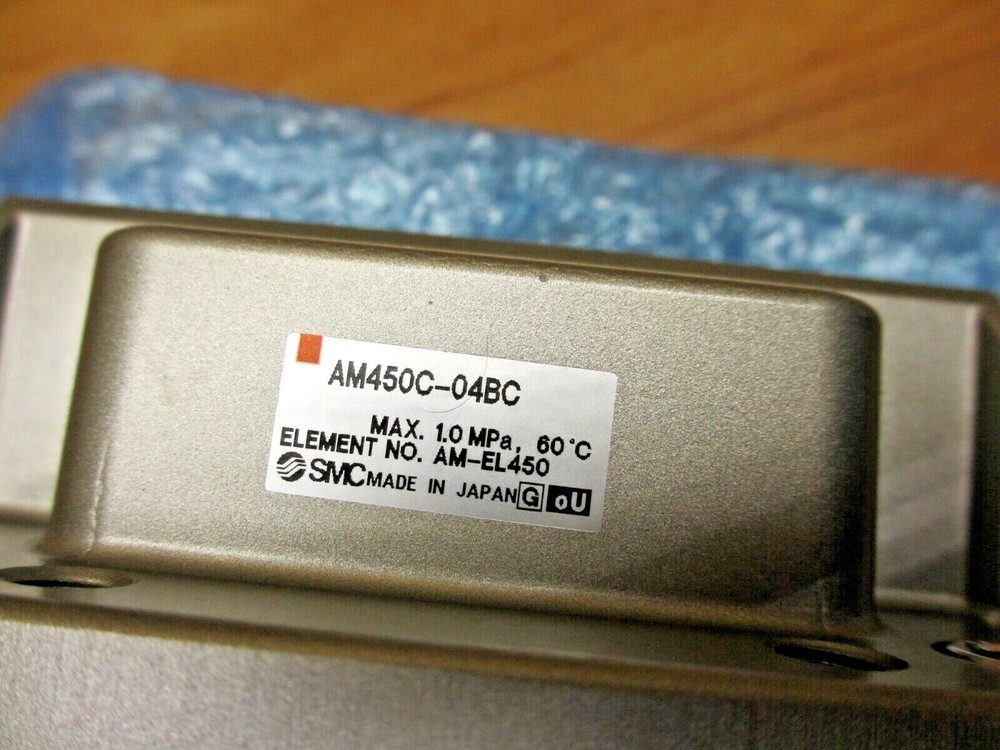 AM450C-04BC
MAX. 1.0 MPa, 60°C
ELEMENT NO. AM-EL450
SMC MADE IN JAPAN G oU